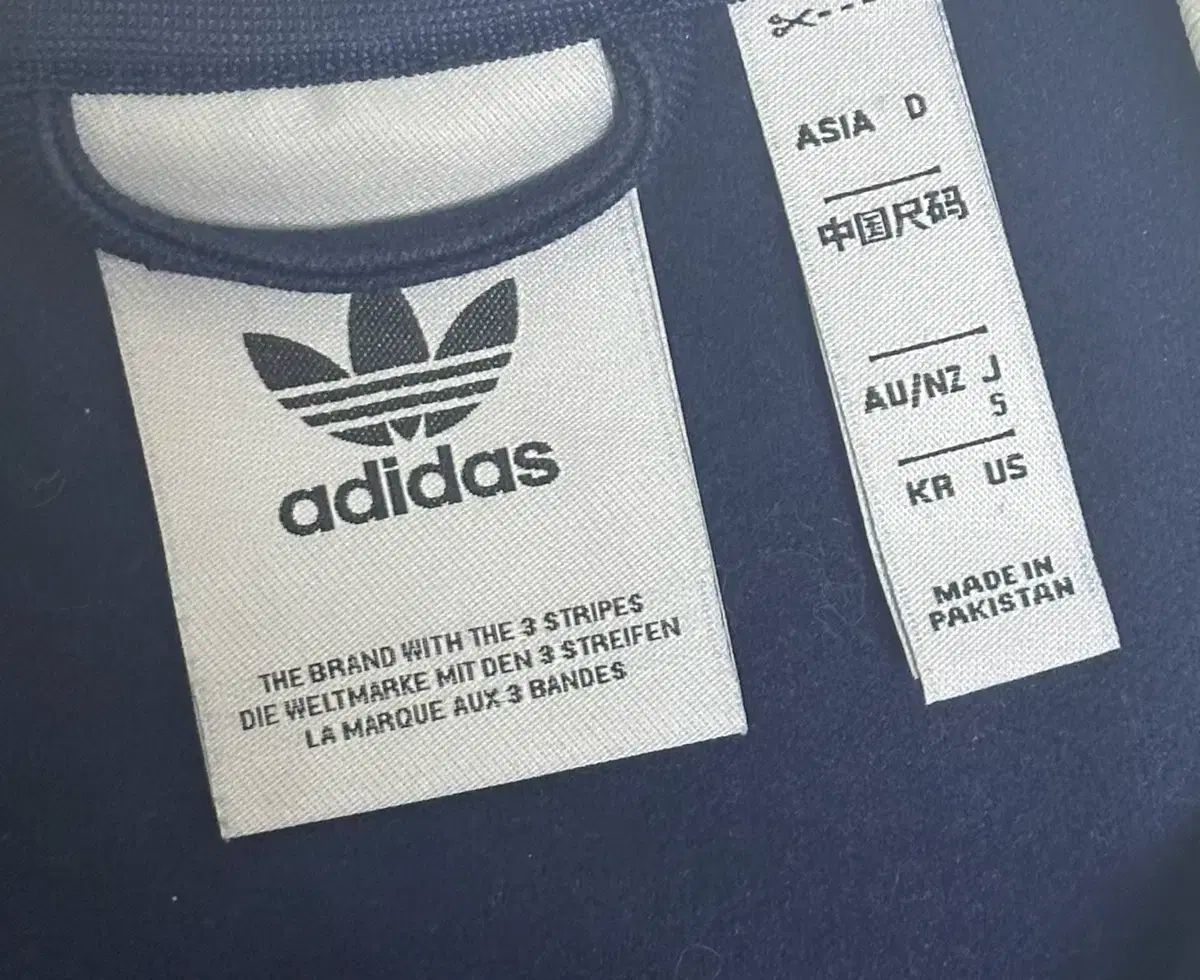 adidas
THE BRAND WITH THE 3 STRIPES
DIE WELTMARKE MIT DEN 3 STREIFEN
LA MARQUE AUX 3 BANDES
ASIA D
中国尺码
AU/NZ J
S
KR US
MADE IN
PAKISTAN